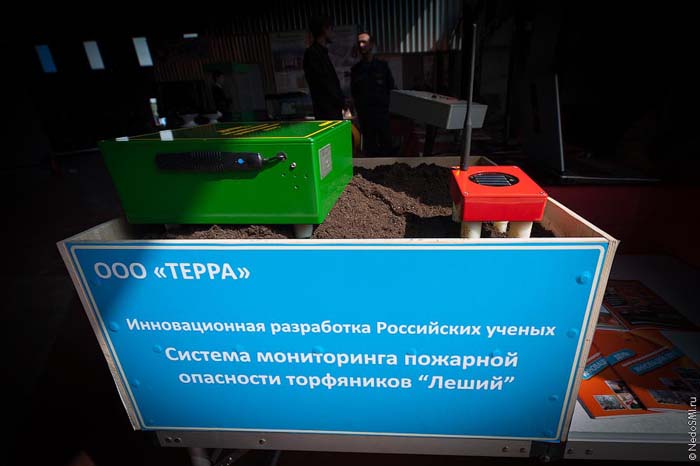 ООО «ТЕРРА»
Инновационная разработка Российских ученых
Система мониторинга пожарной
опасности торфяников “Леший”
© NedoSMI.ru